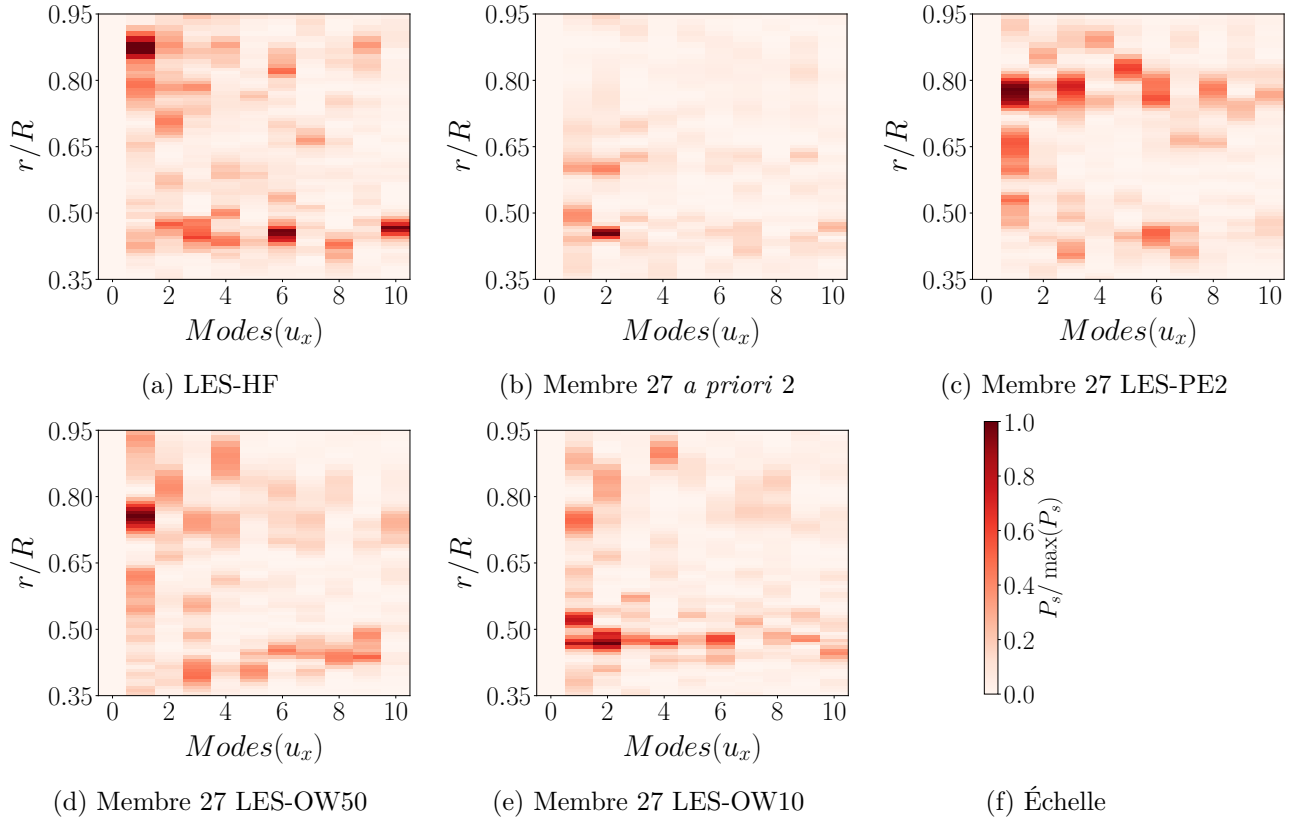 0.95
0.80
0.65
0.50
0.35
r/R
0 2 4 6 8 10
Modes(u_x)
(a) LES-HF
0.95
0.80
0.65
0.50
0.35
r/R
0 2 4 6 8 10
Modes(u_x)
(b) Membre 27 a priori 2
0.95
0.80
0.65
0.50
0.35
r/R
0 2 4 6 8 10
Modes(u_x)
(c) Membre 27 LES-PE2
0.95
0.80
0.65
0.50
0.35
r/R
0 2 4 6 8 10
Modes(u_x)
(d) Membre 27 LES-OW50
0.95
0.80
0.65
0.50
0.35
r/R
0 2 4 6 8 10
Modes(u_x)
(e) Membre 27 LES-OW10
1.0
0.8
0.6
0.4
0.2
0.0
P_s/ max(P_s)
(f) Échelle